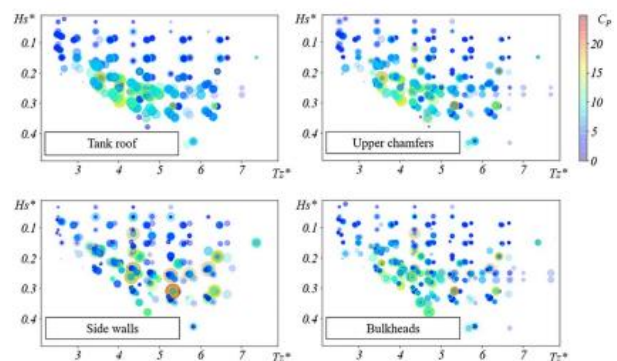 Hs* Hs* C_p
0.1 0.1 20
0.2 0.2 15
0.3 0.3 10
0.4 0.4 5
Tank roof Upper chamfers 0
3 4 5 6 7 Tz* 3 4 5 6 7 Tz*
Hs* Hs*
0.1 0.1
0.2 0.2
0.3 0.3
0.4 0.4
Side walls Bulkheads
3 4 5 6 7 Tz* 3 4 5 6 7 Tz*